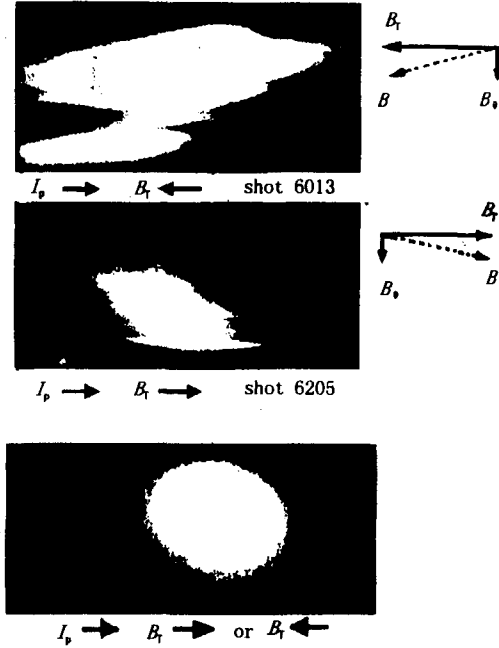 B_T
B B_θ
I_p → B_T ← shot 6013
B_T
B_θ B
I_p → B_T → shot 6205
I_p → B_T → or B_T ←